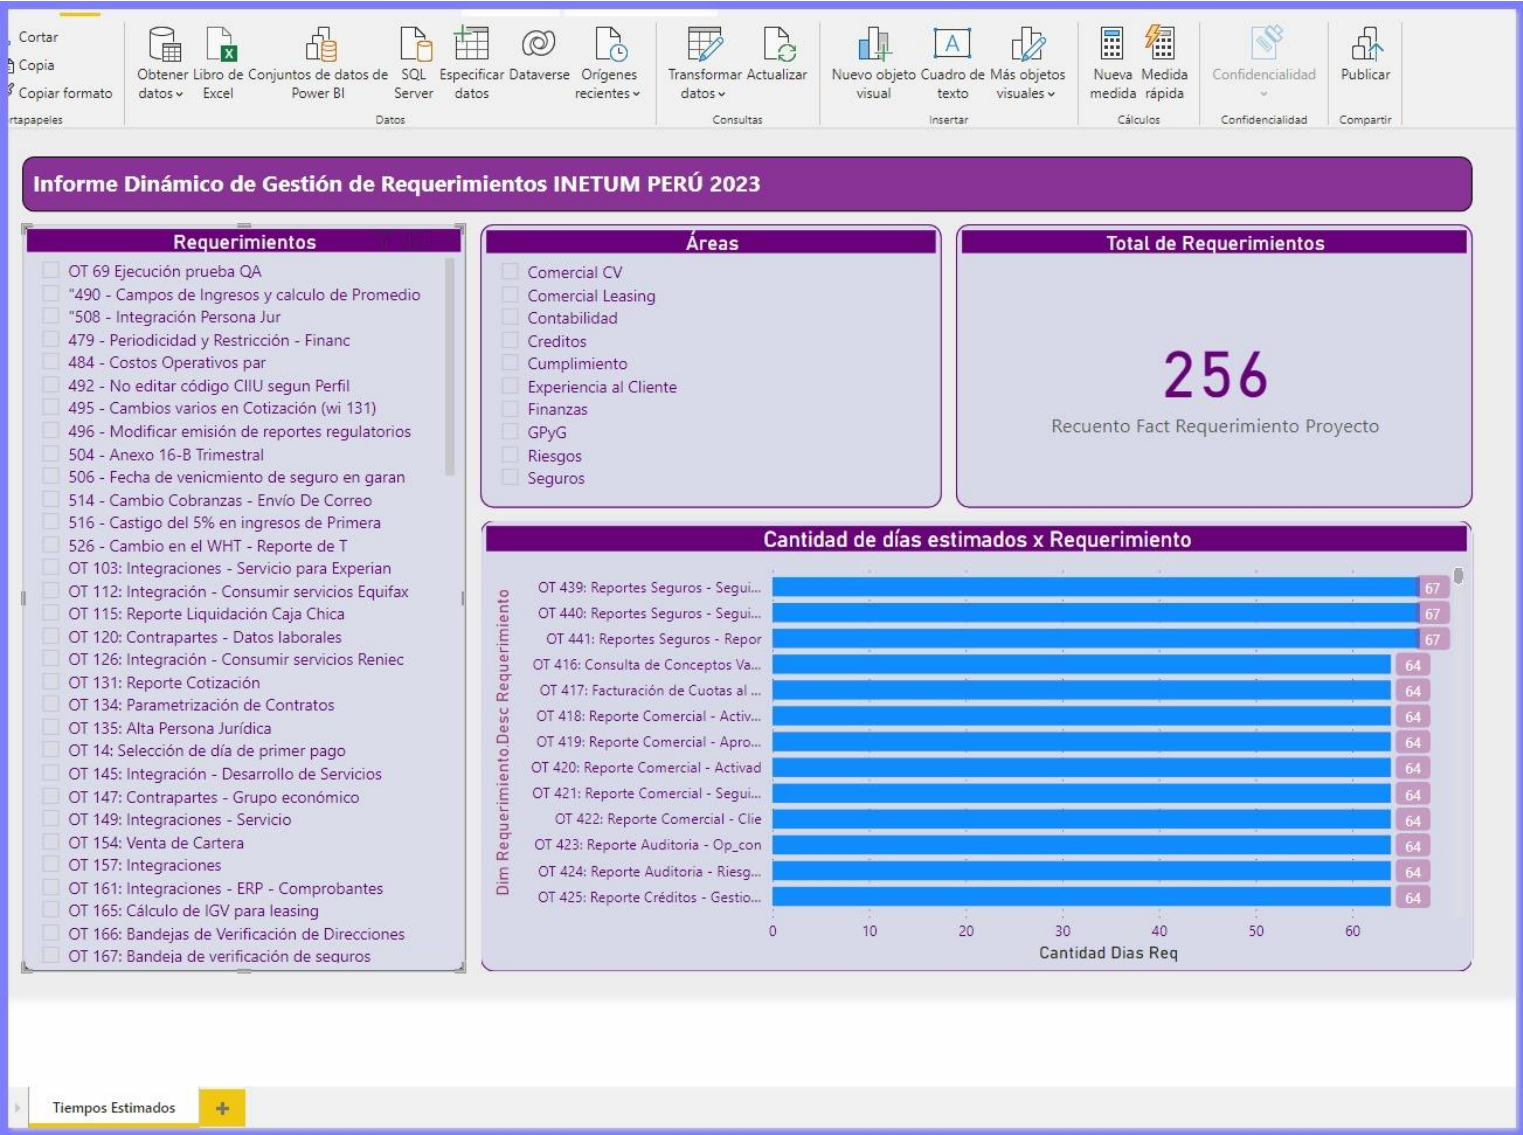 Cortar
Copia
Copiar formato
Obtener datos
Libro de Excel
Conjuntos de datos de Power BI
SQL Server
Especificar datos
Dataverse
Orígenes recientes
Datos
Transformar datos
Actualizar
Consultas
Nuevo objeto visual
Cuadro de texto
Más objetos visuales
Insertar
Nueva medida
Medida rápida
Cálculos
Confidencialidad
Confidencialidad
Publicar
Compartir
Informe Dinámico de Gestión de Requerimientos INETUM PERÚ 2023
Requerimientos
OT 69 Ejecución prueba QA
"490 - Campos de Ingresos y calculo de Promedio
"508 - Integración Persona Jur
479 - Periodicidad y Restricción - Financ
484 - Costos Operativos par
492 - No editar código CIIU segun Perfil
495 - Cambios varios en Cotización (wi 131)
496 - Modificar emisión de reportes regulatorios
504 - Anexo 16-B Trimestral
506 - Fecha de venicmiento de seguro en garan
514 - Cambio Cobranzas - Envío De Correo
516 - Castigo del 5% en ingresos de Primera
526 - Cambio en el WHT - Reporte de T
OT 103: Integraciones - Servicio para Experian
OT 112: Integración - Consumir servicios Equifax
OT 115: Reporte Liquidación Caja Chica
OT 120: Contrapartes - Datos laborales
OT 126: Integración - Consumir servicios Reniec
OT 131: Reporte Cotización
OT 134: Parametrización de Contratos
OT 135: Alta Persona Jurídica
OT 14: Selección de día de primer pago
OT 145: Integración - Desarrollo de Servicios
OT 147: Contrapartes - Grupo económico
OT 149: Integraciones - Servicio
OT 154: Venta de Cartera
OT 157: Integraciones
OT 161: Integraciones - ERP - Comprobantes
OT 165: Cálculo de IGV para leasing
OT 166: Bandejas de Verificación de Direcciones
OT 167: Bandeja de verificación de seguros
Áreas
Comercial CV
Comercial Leasing
Contabilidad
Creditos
Cumplimiento
Experiencia al Cliente
Finanzas
GPyG
Riesgos
Seguros
Total de Requerimientos
256
Recuento Fact Requerimiento Proyecto
Cantidad de días estimados x Requerimiento
Dim Requerimiento.Desc Requerimiento
OT 439: Reportes Seguros - Segui... 67
OT 440: Reportes Seguros - Segui... 67
OT 441: Reportes Seguros - Repor 67
OT 416: Consulta de Conceptos Va... 64
OT 417: Facturación de Cuotas al ... 64
OT 418: Reporte Comercial - Activ... 64
OT 419: Reporte Comercial - Apro... 64
OT 420: Reporte Comercial - Activad 64
OT 421: Reporte Comercial - Segui... 64
OT 422: Reporte Comercial - Clie 64
OT 423: Reporte Auditoria - Op_con 64
OT 424: Reporte Auditoria - Riesg... 64
OT 425: Reporte Créditos - Gestio... 64
0 10 20 30 40 50 60
Cantidad Dias Req
Tiempos Estimados